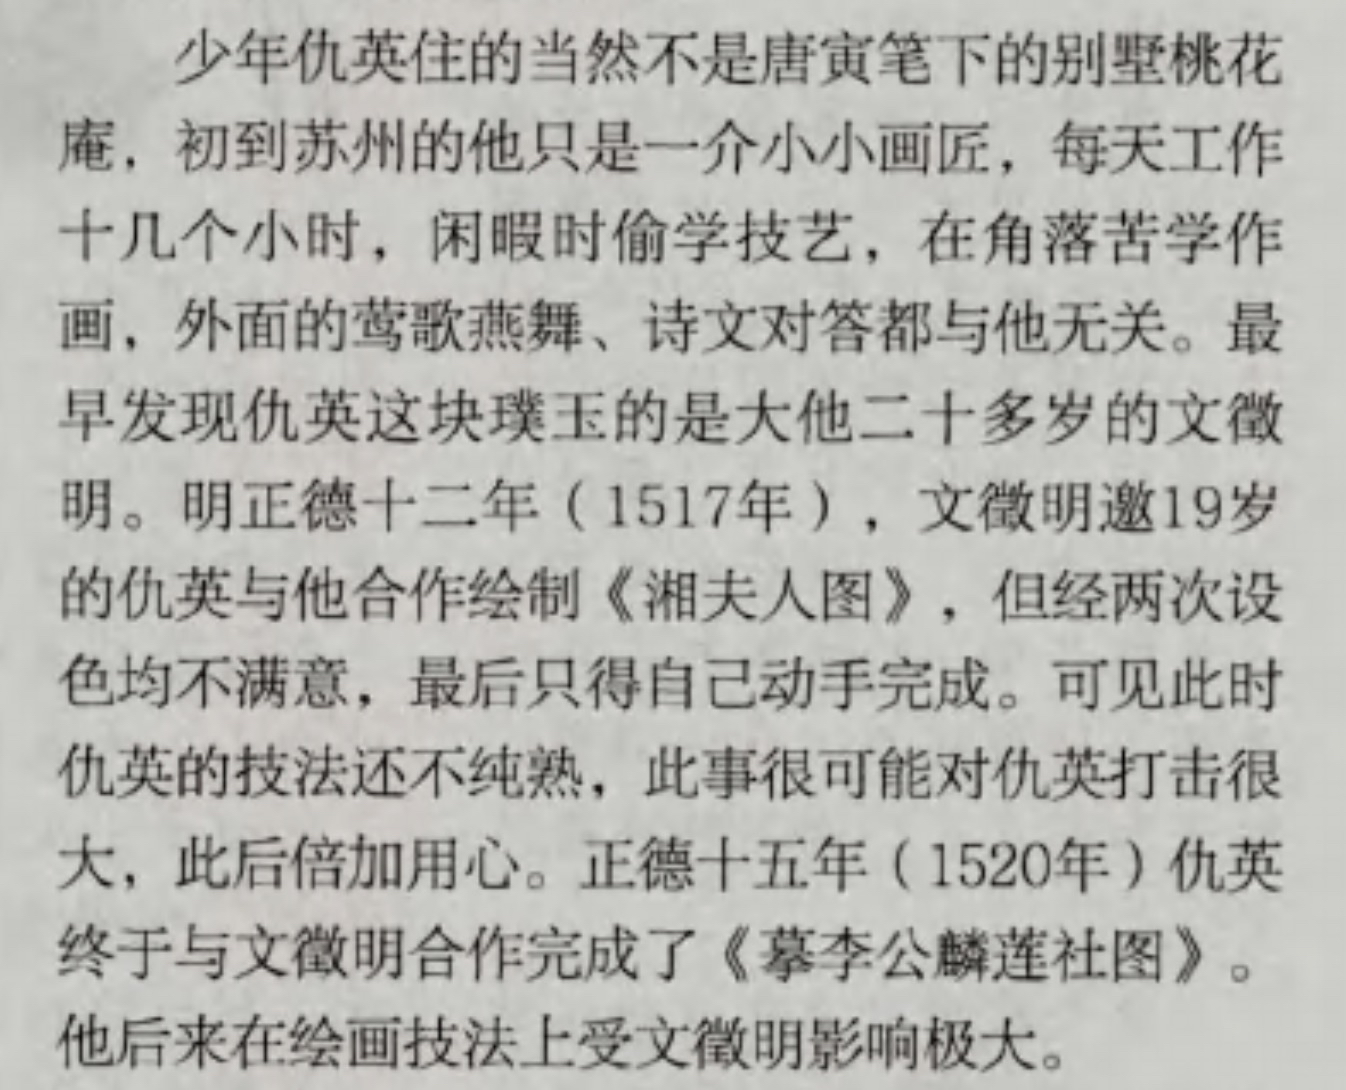 少年仇英住的当然不是唐寅笔下的别墅桃花
庵，初到苏州的他只是一介小小画匠，每天工作
十几个小时，闲暇时偷学技艺，在角落苦学作
画，外面的莺歌燕舞、诗文对答都与他无关。最
早发现仇英这块璞玉的是大他二十多岁的文徵
明。明正德十二年（1517年），文徵明邀19岁
的仇英与他合作绘制《湘夫人图》，但经两次设
色均不满意，最后只得自己动手完成。可见此时
仇英的技法还不纯熟，此事很可能对仇英打击很
大，此后倍加用心。正德十五年（1520年）仇英
终于与文徵明合作完成了《摹李公麟莲社图》。
他后来在绘画技法上受文徵明影响极大。